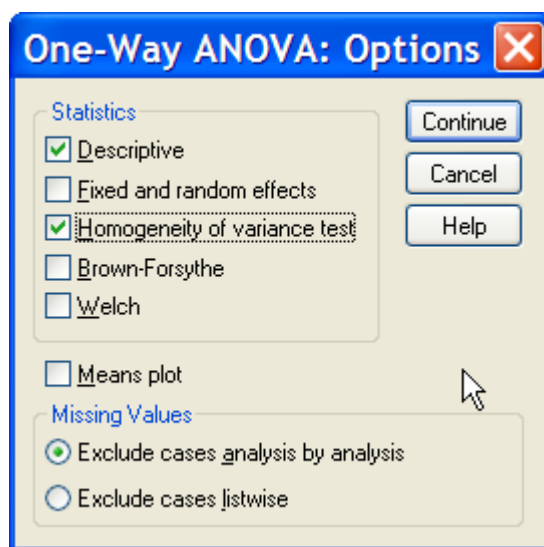 One-Way ANOVA: Options
Statistics
Descriptive
Fixed and random effects
Homogeneity of variance test
Brown-Forsythe
Welch
Continue
Cancel
Help
Means plot
Missing Values
Exclude cases analysis by analysis
Exclude cases listwise